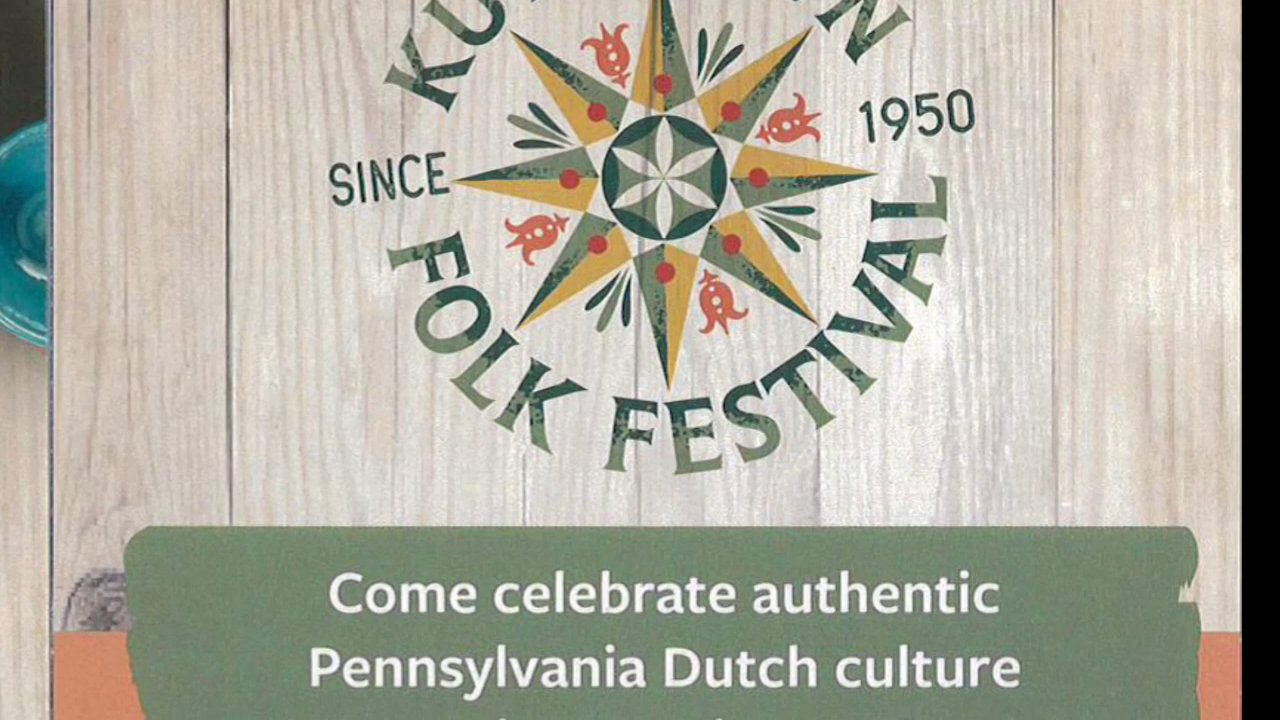 SINCE
1950
FOLK FESTIVAL
Come celebrate authentic
Pennsylvania Dutch culture